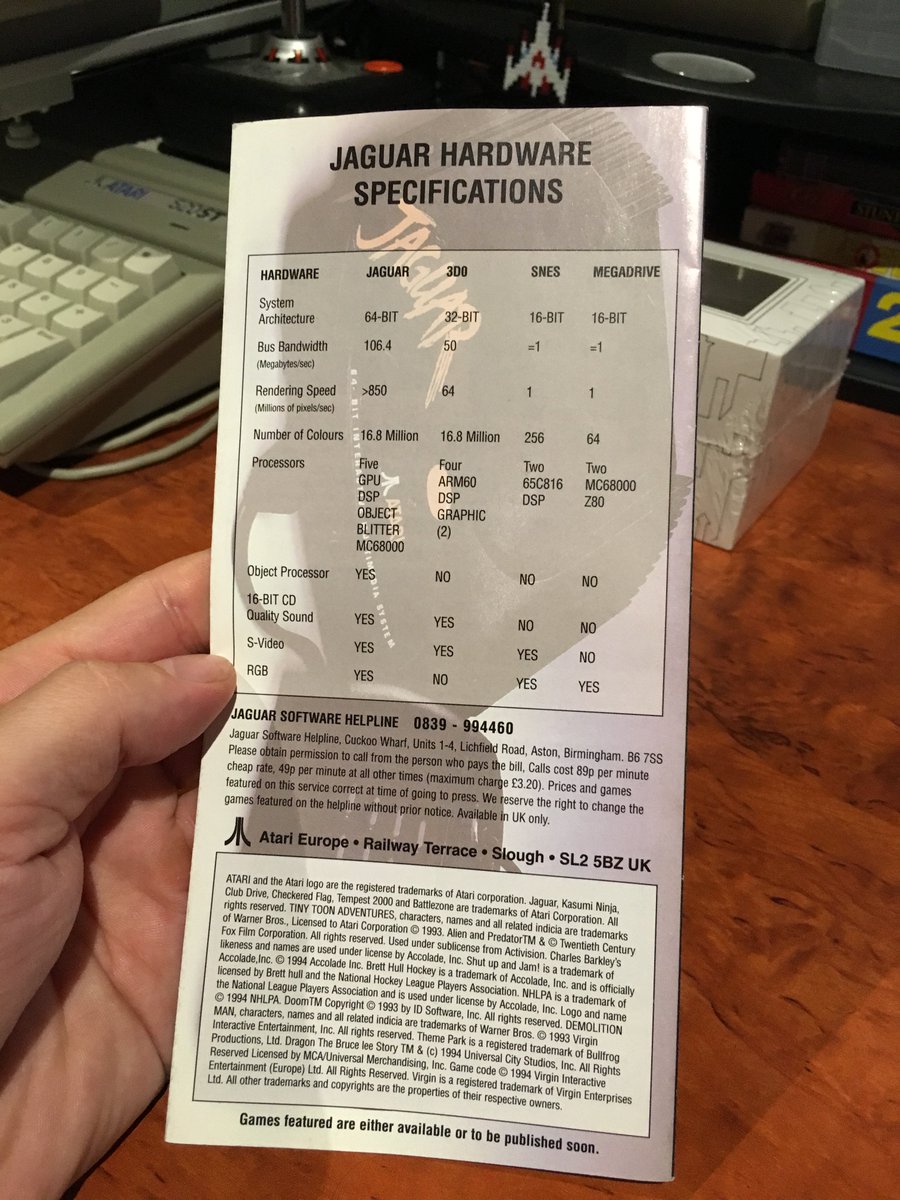 JAGUAR HARDWARE
SPECIFICATIONS
HARDWARE JAGUAR 3D0 SNES MEGADRIVE
System
Architecture 64-BIT 32-BIT 16-BIT 16-BIT
Bus Bandwidth 106.4 50 =1 =1
(Megabytes/sec)
Rendering Speed >850 64 1 1
(Millions of pixels/sec)
Number of Colours 16.8 Million 16.8 Million 256 64
Processors Five Four Two Two
GPU ARM60 65C816 MC68000
DSP DSP DSP Z80
OBJECT GRAPHIC
BLITTER (2)
MC68000
Object Processor YES NO NO NO
16-BIT CD
Quality Sound YES YES NO NO
S-Video YES YES YES NO
RGB YES NO YES YES
JAGUAR
JAGUAR SOFTWARE HELPLINE 0839 - 994460
Jaguar Software Helpline, Cuckoo Wharf, Units 1-4, Lichfield Road, Aston, Birmingham. B6 7SS
Please obtain permission to call from the person who pays the bill, Calls cost 89p per minute
cheap rate, 49p per minute at all other times (maximum charge £3.20). Prices and games
featured on this service correct at time of going to press. We reserve the right to change the
games featured on the helpline without prior notice. Available in UK only.
Atari Europe • Railway Terrace • Slough • SL2 5BZ UK
ATARI and the Atari logo are the registered trademarks of Atari corporation. Jaguar, Kasumi Ninja,
Club Drive, Checkered Flag, Tempest 2000 and Battlezone are trademarks of Atari Corporation. All
rights reserved. TINY TOON ADVENTURES, characters, names and all related indicia are trademarks
of Warner Bros., Licensed to Atari Corporation © 1993. Alien and PredatorTM & © Twentieth Century
Fox Film Corporation. All rights reserved. Used under sublicense from Activision. Charles Barkley's
likeness and names are used under license by Accolade, Inc. Shut up and Jam! is a trademark of
Accolade,Inc. © 1994 Accolade Inc. Brett Hull Hockey is a trademark of Accolade, Inc. and is officially
licensed by Brett hull and the National Hockey League Players Association. NHLPA is a trademark of
the National League Players Association and is used under license by Accolade, Inc. Logo and name
© 1994 NHLPA. DoomTM Copyright © 1993 by ID Software, Inc. All rights reserved. DEMOLITION
MAN, characters, names and all related indicia are trademarks of Warner Bros. © 1993 Virgin
Interactive Entertainment, Inc. All rights reserved. Theme Park is a registered trademark of Bullfrog
Productions, Ltd. Dragon The Bruce lee Story TM & (c) 1994 Universal City Studios, Inc. All Rights
Reserved Licensed by MCA/Universal Merchandising, Inc. Game code © 1994 Virgin Interactive
Entertainment (Europe) Ltd. All Rights Reserved. Virgin is a registered trademark of Virgin Enterprises
Ltd. All other trademarks and copyrights are the properties of their respective owners.
Games featured are either available or to be published soon.
ATARI 520ST